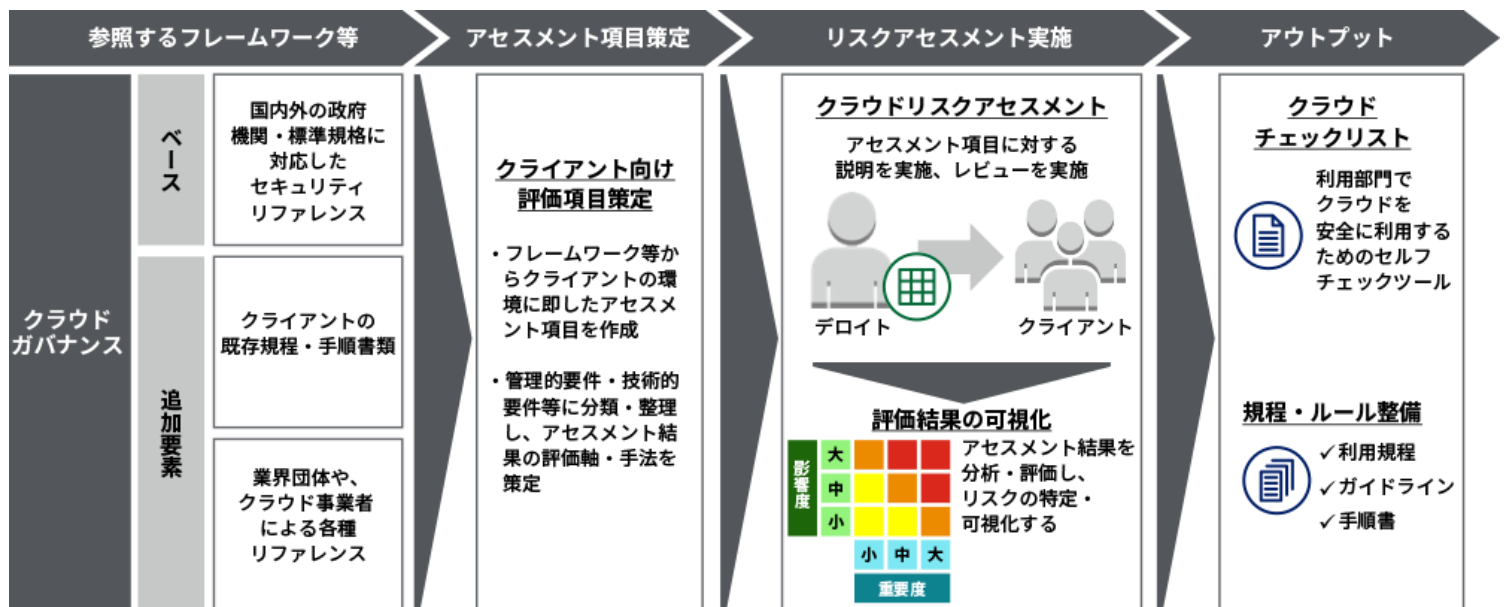 参照するフレームワーク等
アセスメント項目策定
リスクアセスメント実施
アウトプット
クラウド
ガバナンス
ベース
国内外の政府
機関・標準規格に
対応した
セキュリティ
リファレンス
追加要素
クライアントの
既存規程・手順書類
業界団体や、
クラウド事業者
による各種
リファレンス
クライアント向け
評価項目策定
・フレームワーク等か
らクライアントの環
境に即したアセスメ
ント項目を作成
・管理的要件・技術的
要件等に分類・整理
し、アセスメント結
果の評価軸・手法を
策定
クラウドリスクアセスメント
アセスメント項目に対する
説明を実施、レビューを実施
デロイト
クライアント
評価結果の可視化
影響度
大
中
小
小 中 大
重要度
アセスメント結果を
分析・評価し、
リスクの特定・
可視化する
クラウド
チェックリスト
利用部門で
クラウドを
安全に利用する
ためのセルフ
チェックツール
規程・ルール整備
✓利用規程
✓ガイドライン
✓手順書